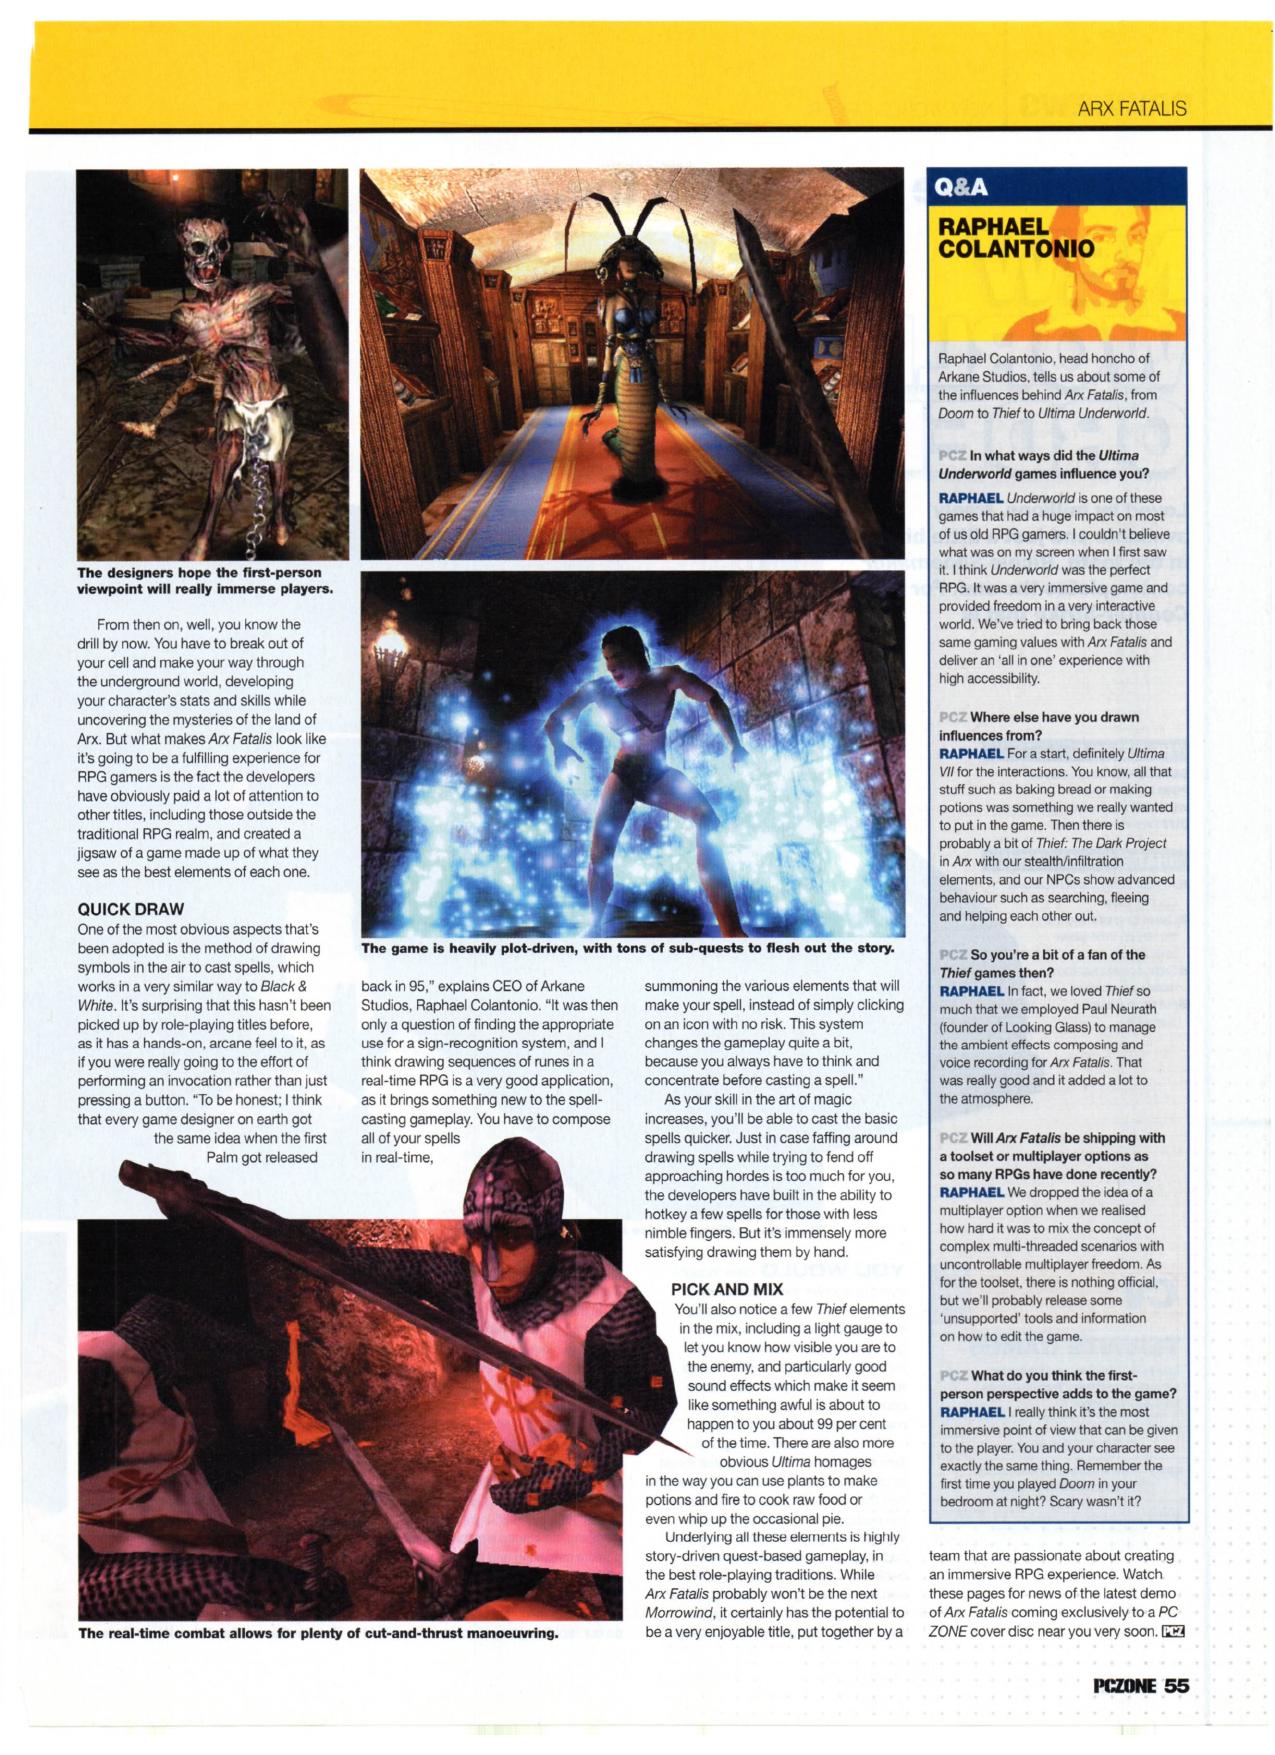 ARX FATALIS
The designers hope the first-person
viewpoint will really immerse players.
From then on, well, you know the
drill by now. You have to break out of
your cell and make your way through
the underground world, developing
your character's stats and skills while
uncovering the mysteries of the land of
Arx. But what makes Arx Fatalis look like
it's going to be a fulfilling experience for
RPG gamers is the fact the developers
have obviously paid a lot of attention to
other titles, including those outside the
traditional RPG realm, and created a
jigsaw of a game made up of what they
see as the best elements of each one.
QUICK DRAW
One of the most obvious aspects that's
been adopted is the method of drawing
symbols in the air to cast spells, which
works in a very similar way to Black &
White. It's surprising that this hasn't been
picked up by role-playing titles before,
as it has a hands-on, arcane feel to it, as
if you were really going to the effort of
performing an invocation rather than just
pressing a button. "To be honest; I think
that every game designer on earth got
the same idea when the first
Palm got released
The game is heavily plot-driven, with tons of sub-quests to flesh out the story.
back in 95," explains CEO of Arkane
Studios, Raphael Colantonio. "It was then
only a question of finding the appropriate
use for a sign-recognition system, and I
think drawing sequences of runes in a
real-time RPG is a very good application,
as it brings something new to the spell-
casting gameplay. You have to compose
all of your spells
in real-time,
summoning the various elements that will
make your spell, instead of simply clicking
on an icon with no risk. This system
changes the gameplay quite a bit,
because you always have to think and
concentrate before casting a spell."
As your skill in the art of magic
increases, you'll be able to cast the basic
spells quicker. Just in case faffing around
drawing spells while trying to fend off
approaching hordes is too much for you,
the developers have built in the ability to
hotkey a few spells for those with less
nimble fingers. But it's immensely more
satisfying drawing them by hand.
PICK AND MIX
You'll also notice a few Thief elements
in the mix, including a light gauge to
let you know how visible you are to
the enemy, and particularly good
sound effects which make it seem
like something awful is about to
happen to you about 99 per cent
of the time. There are also more
obvious Ultima homages
in the way you can use plants to make
potions and fire to cook raw food or
even whip up the occasional pie.
Underlying all these elements is highly
story-driven quest-based gameplay, in
the best role-playing traditions. While
Arx Fatalis probably won't be the next
Morrowind, it certainly has the potential to
be a very enjoyable title, put together by a
team that are passionate about creating
an immersive RPG experience. Watch
these pages for news of the latest demo
of Arx Fatalis coming exclusively to a PC
ZONE cover disc near you very soon. PCZ
The real-time combat allows for plenty of cut-and-thrust manoeuvring.
Q&A
RAPHAEL
COLANTONIO
Raphael Colantonio, head honcho of
Arkane Studios, tells us about some of
the influences behind Arx Fatalis, from
Doom to Thief to Ultima Underworld.
PCZ In what ways did the Ultima
Underworld games influence you?
RAPHAEL Underworld is one of these
games that had a huge impact on most
of us old RPG gamers. I couldn't believe
what was on my screen when I first saw
it. I think Underworld was the perfect
RPG. It was a very immersive game and
provided freedom in a very interactive
world. We've tried to bring back those
same gaming values with Arx Fatalis and
deliver an 'all in one' experience with
high accessibility.
PCZ Where else have you drawn
influences from?
RAPHAEL For a start, definitely Ultima
VII for the interactions. You know, all that
stuff such as baking bread or making
potions was something we really wanted
to put in the game. Then there is
probably a bit of Thief: The Dark Project
in Arx with our stealth/infiltration
elements, and our NPCs show advanced
behaviour such as searching, fleeing
and helping each other out.
PCZ So you're a bit of a fan of the
Thief games then?
RAPHAEL In fact, we loved Thief so
much that we employed Paul Neurath
(founder of Looking Glass) to manage
the ambient effects composing and
voice recording for Arx Fatalis. That
was really good and it added a lot to
the atmosphere.
PCZ Will Arx Fatalis be shipping with
a toolset or multiplayer options as
so many RPGs have done recently?
RAPHAEL We dropped the idea of a
multiplayer option when we realised
how hard it was to mix the concept of
complex multi-threaded scenarios with
uncontrollable multiplayer freedom. As
for the toolset, there is nothing official,
but we'll probably release some
'unsupported' tools and information
on how to edit the game.
PCZ What do you think the first-
person perspective adds to the game?
RAPHAEL I really think it's the most
immersive point of view that can be given
to the player. You and your character see
exactly the same thing. Remember the
first time you played Doom in your
bedroom at night? Scary wasn't it?
PCZONE 55